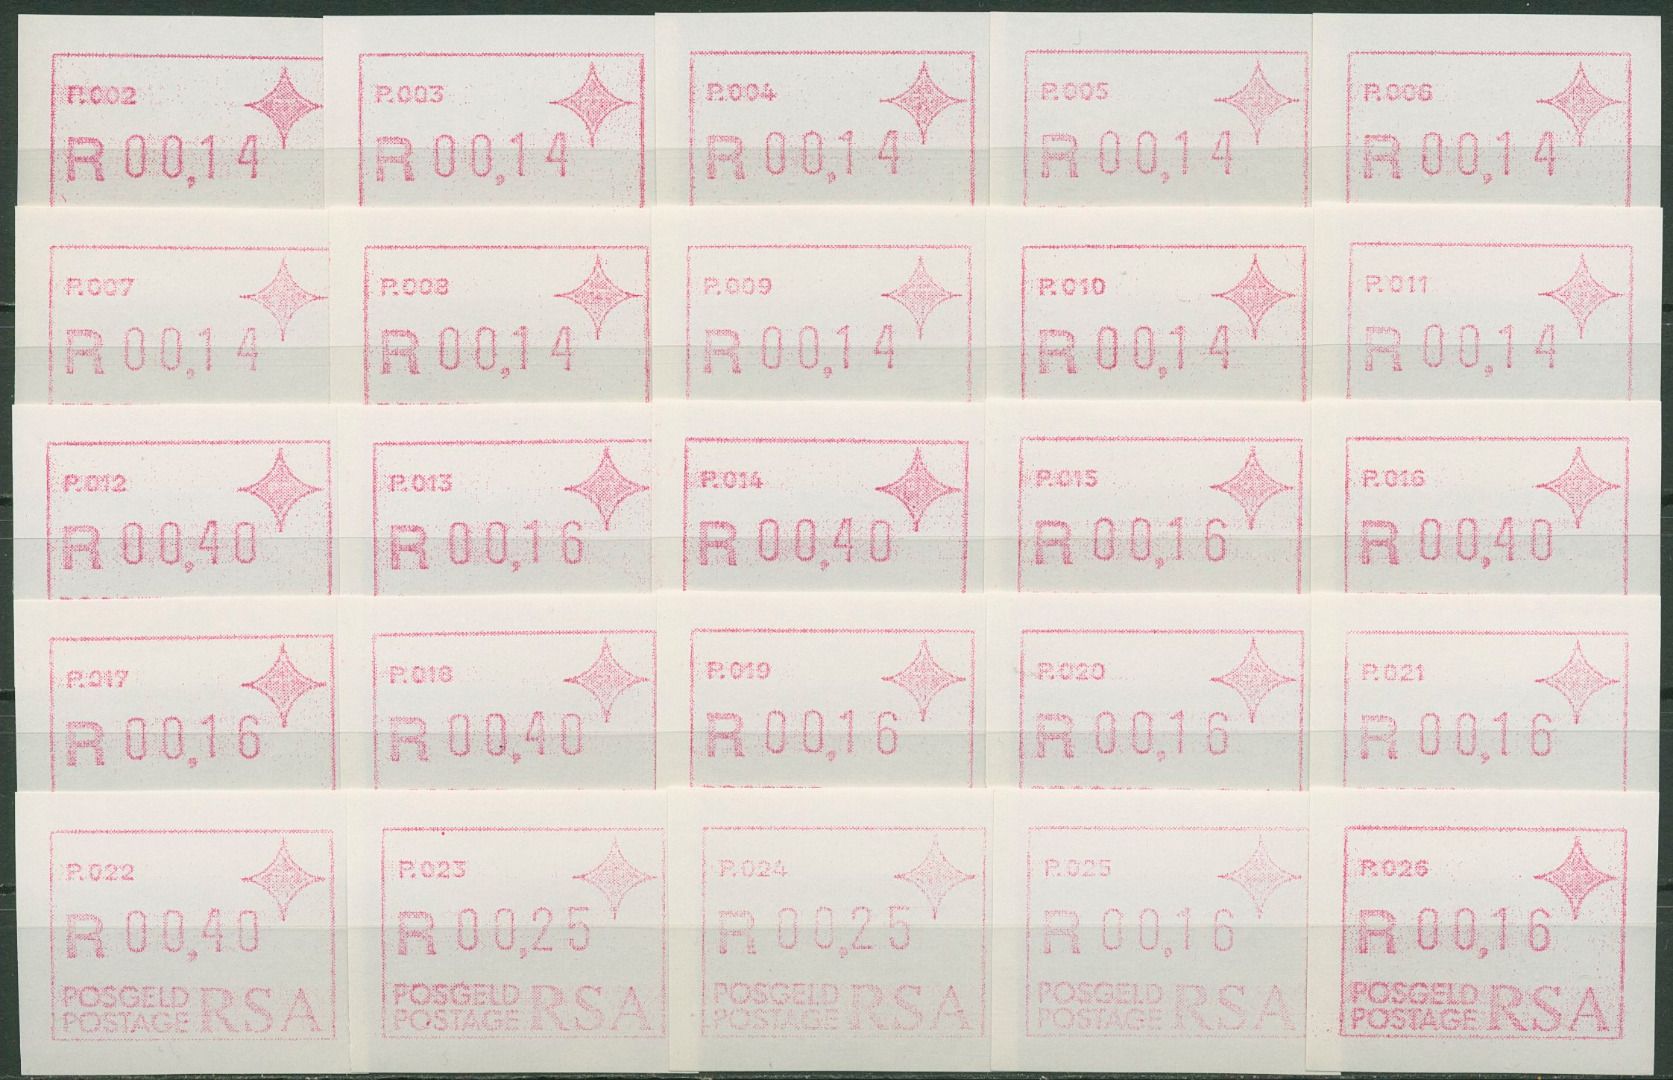 P.002
R 00,14
P.003
R 00,14
P.004
R 00,14
P.005
R 00,14
P.006
R 00,14
P.007
R 00,14
P.008
R 00,14
P.009
R 00,14
P.010
R 00,14
P.011
R 00,14
P.012
R 00,40
P.013
R 00,16
P.014
R 00,40
P.015
R 00,16
P.016
R 00,40
P.017
R 00,16
P.018
R 00,40
P.019
R 00,16
P.020
R 00,16
P.021
R 00,16
P.022
R 00,40
POSGELD
POSTAGE RSA
P.023
R 00,25
POSGELD
POSTAGE RSA
P.024
R 00,25
POSGELD
POSTAGE RSA
P.025
R 00,16
POSGELD
POSTAGE RSA
P.026
R 00,16
POSGELD
POSTAGE RSA